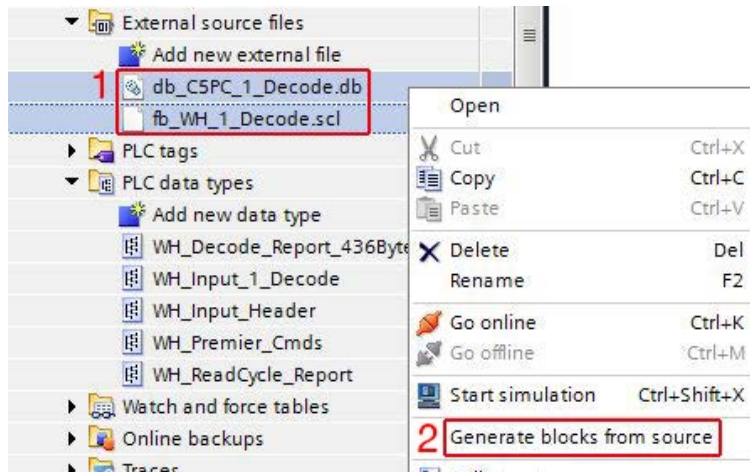 External source files
Add new external file
1
db_C5PC_1_Decode.db
fb_WH_1_Decode.scl
PLC tags
PLC data types
Add new data type
WH_Decode_Report_436Byte
WH_Input_1_Decode
WH_Input_Header
WH_Premier_Cmds
WH_ReadCycle_Report
Watch and force tables
Online backups
Traces
Open
Cut Ctrl+X
Copy Ctrl+C
Paste Ctrl+V
Delete Del
Rename F2
Go online Ctrl+K
Go offline Ctrl+M
Start simulation Ctrl+Shift+X
2 Generate blocks from source